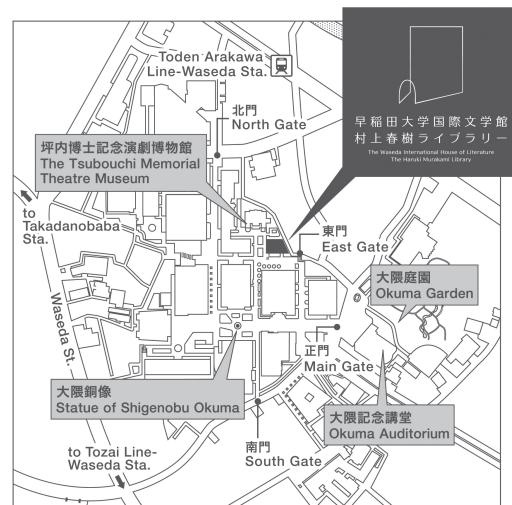 Toden Arakawa
Line-Waseda Sta.
早稲田大学国際文学館
村上春樹ライブラリー
The Waseda International House of Literature
The Haruki Murakami Library
北門
North Gate
坪内博士記念演劇博物館
The Tsubouchi Memorial
Theatre Museum
to
Takadanobaba
Sta.
東門
East Gate
大隈庭園
Okuma Garden
Waseda St.
正門
Main Gate
大隈銅像
Statue of Shigenobu Okuma
大隈記念講堂
Okuma Auditorium
to Tozai Line-
Waseda Sta.
南門
South Gate